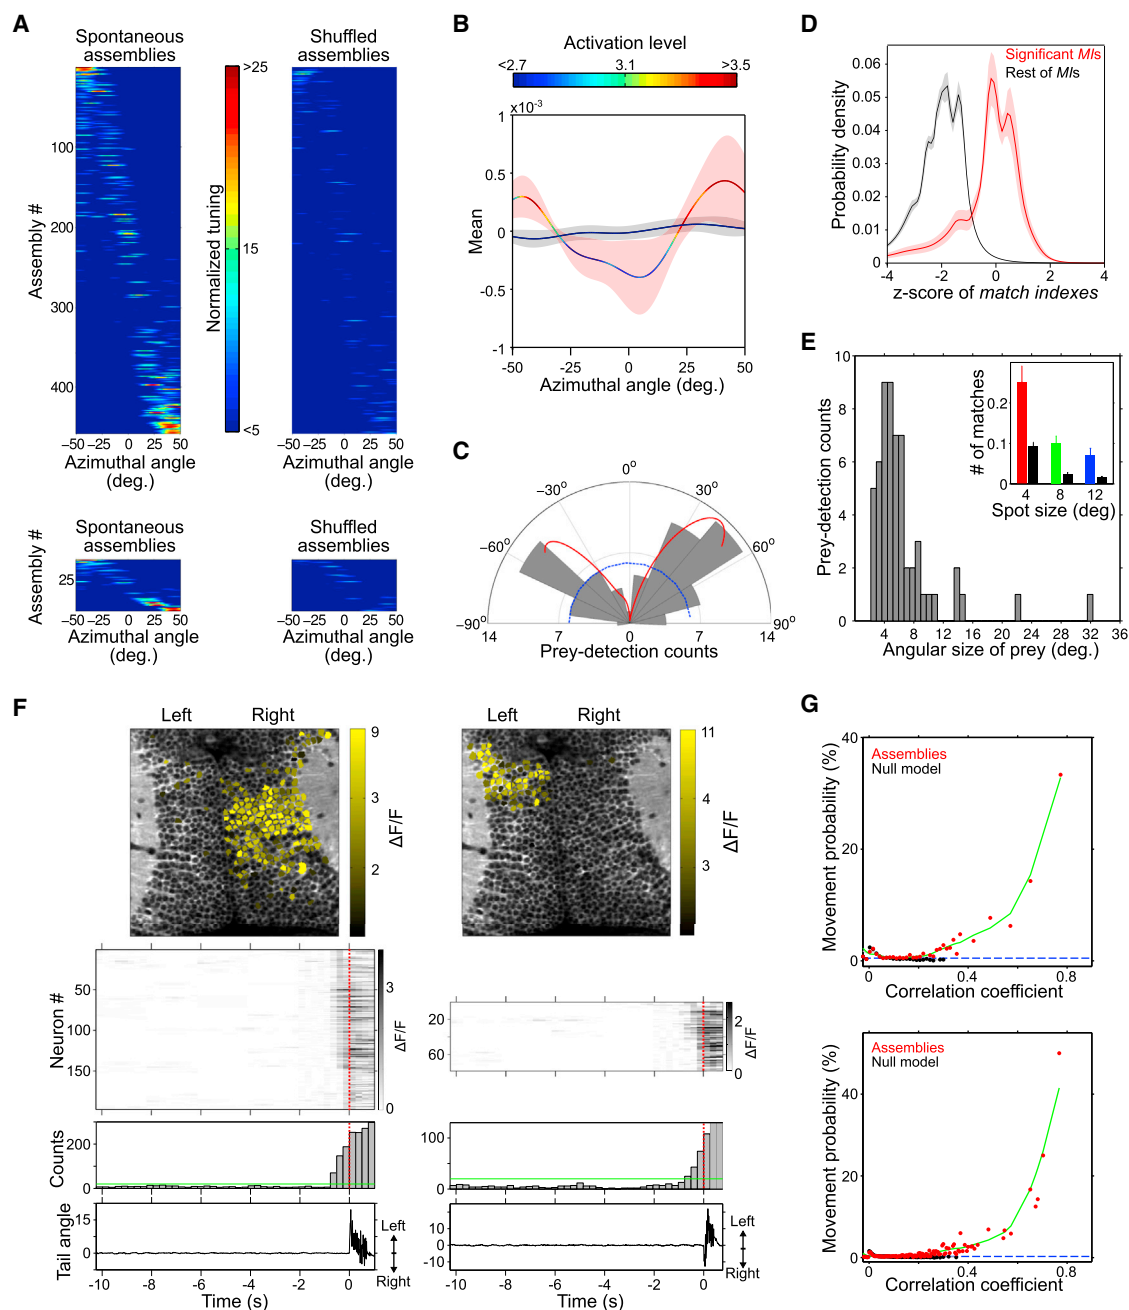 A
Spontaneous
assemblies
Shuffled
assemblies
Assembly #
100
200
300
400
−50 −25 0 25 50
Azimuthal angle
(deg.)
>25
15
<5
Normalized tuning
−50 −25 0 25 50
Azimuthal angle
(deg.)
Spontaneous
assemblies
Shuffled
assemblies
Assembly #
25
−50 −25 0 25 50
Azimuthal angle
(deg.)
−50 −25 0 25 50
Azimuthal angle
(deg.)
B
Activation level
<2.7 3.1 >3.5
x10-3
1
0.5
0
-0.5
-1
Mean
-50 -25 0 25 50
Azimuthal angle (deg.)
C
0o
−30o 30o
−60o 60o
−90o 90o
14 7 0 7 14
Prey-detection counts
D
Significant MIs
Rest of MIs
0.06
0.05
0.04
0.03
0.02
0.01
0
Probability density
-4 -2 0 2 4
z-score of match indexes
E
10
8
6
4
2
0
Prey-detection counts
4 8 12 16 20 24 28 32 36
Angular size of prey (deg.)
# of matches
0.2
0.1
0
4 8 12
Spot size (deg)
F
Left Right
9
3
2
ΔF/F
Left Right
11
4
3
ΔF/F
Neuron #
50
100
150
3
0
ΔF/F
20
60
2
0
ΔF/F
Counts
200
0
100
0
Tail angle
15
0
Left
Right
20
10
0
-10
Left
Right
-10 -8 -6 -4 -2 0
Time (s)
-10 -8 -6 -4 -2 0
Time (s)
G
Assemblies
Null model
40
20
0
Movement probability (%)
0 0.4 0.8
Correlation coefficient
Assemblies
Null model
40
20
0
Movement probability (%)
0 0.4 0.8
Correlation coefficient